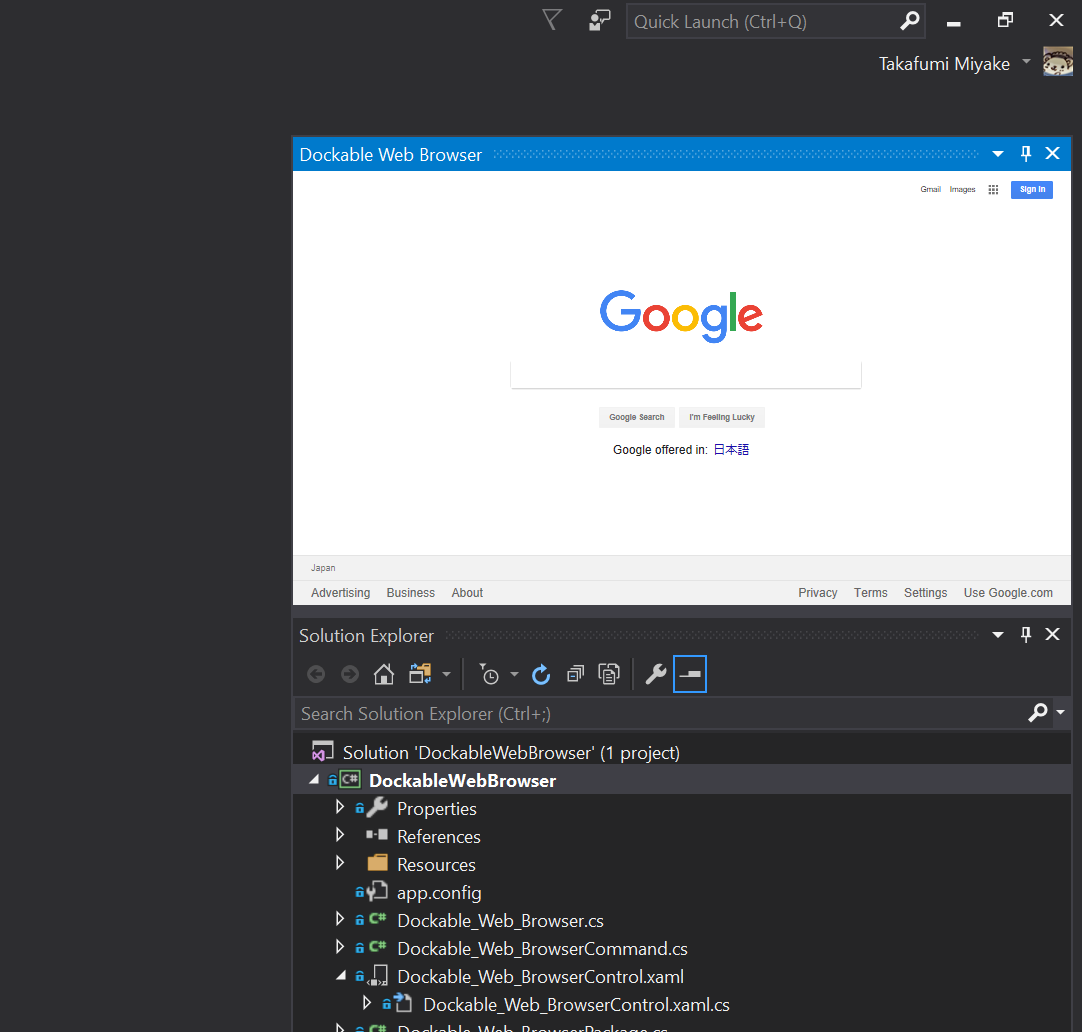 Quick Launch (Ctrl+Q)
Takafumi Miyake
Dockable Web Browser
Gmail Images Sign in
Google
Google Search I'm Feeling Lucky
Google offered in: 日本語
Japan
Advertising Business About Privacy Terms Settings Use Google.com
Solution Explorer
Search Solution Explorer (Ctrl+;)
Solution 'DockableWebBrowser' (1 project)
C# DockableWebBrowser
Properties
References
Resources
app.config
C# Dockable_Web_Browser.cs
C# Dockable_Web_BrowserCommand.cs
Dockable_Web_BrowserControl.xaml
Dockable_Web_BrowserControl.xaml.cs
C# Dockable_Web_BrowserPackage.cs